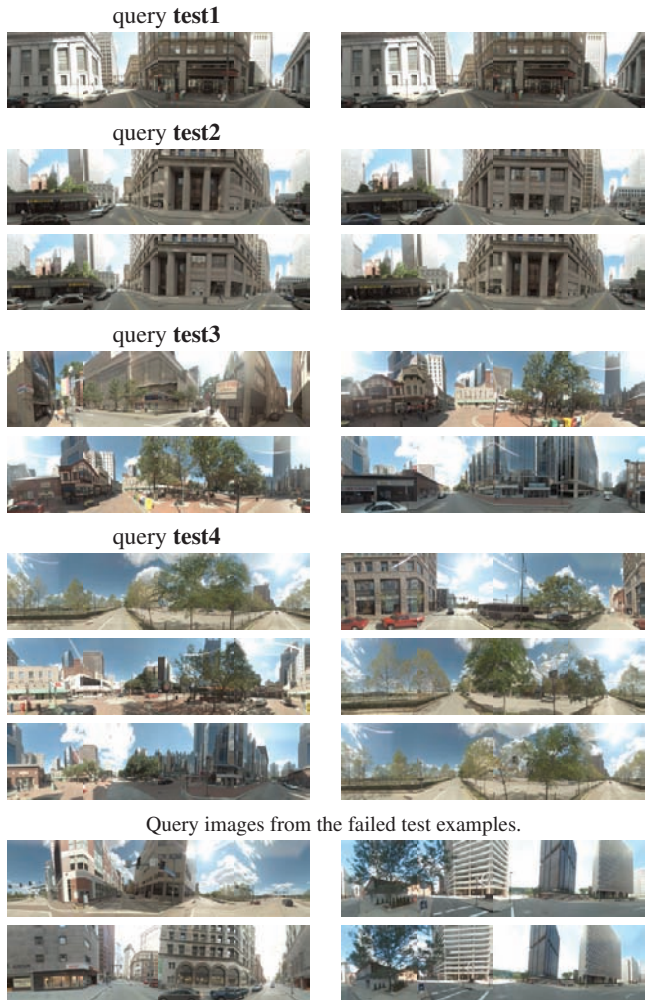 query test1
query test2
query test3
query test4
Query images from the failed test examples.